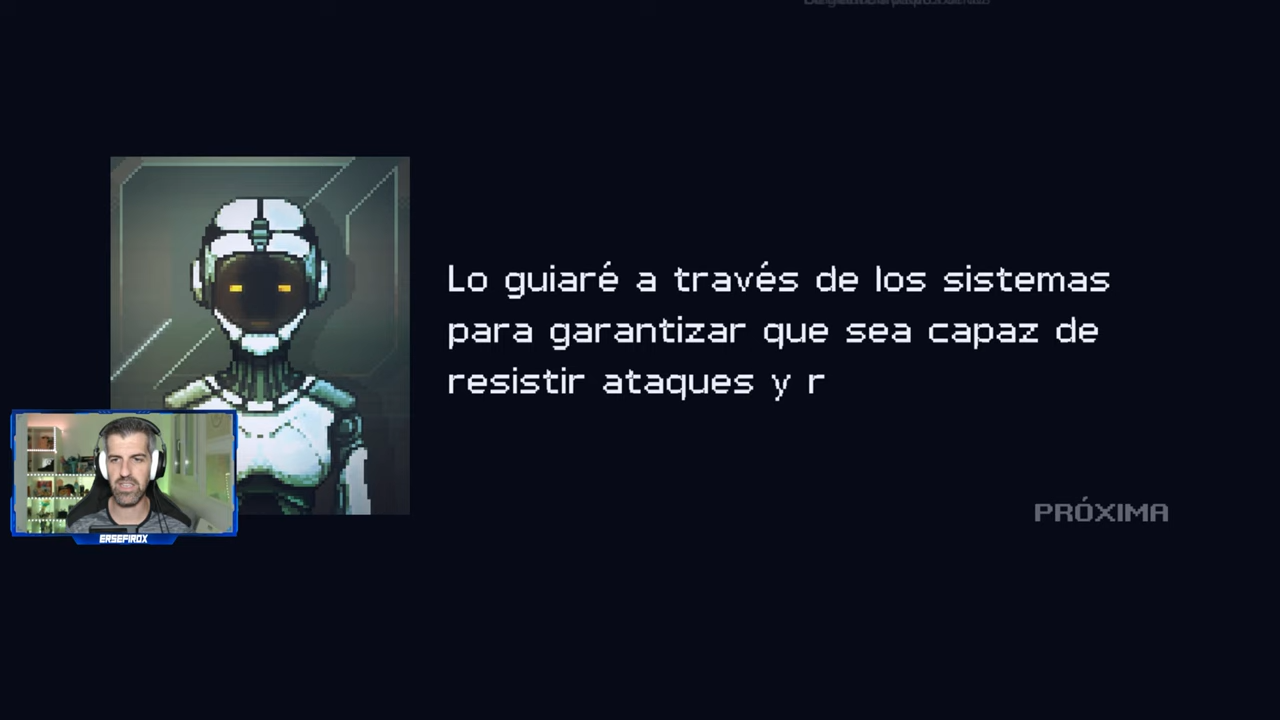 Lo guiaré a través de los sistemas
para garantizar que sea capaz de
resistir ataques y r
PRÓXIMA
ERSEFIROX